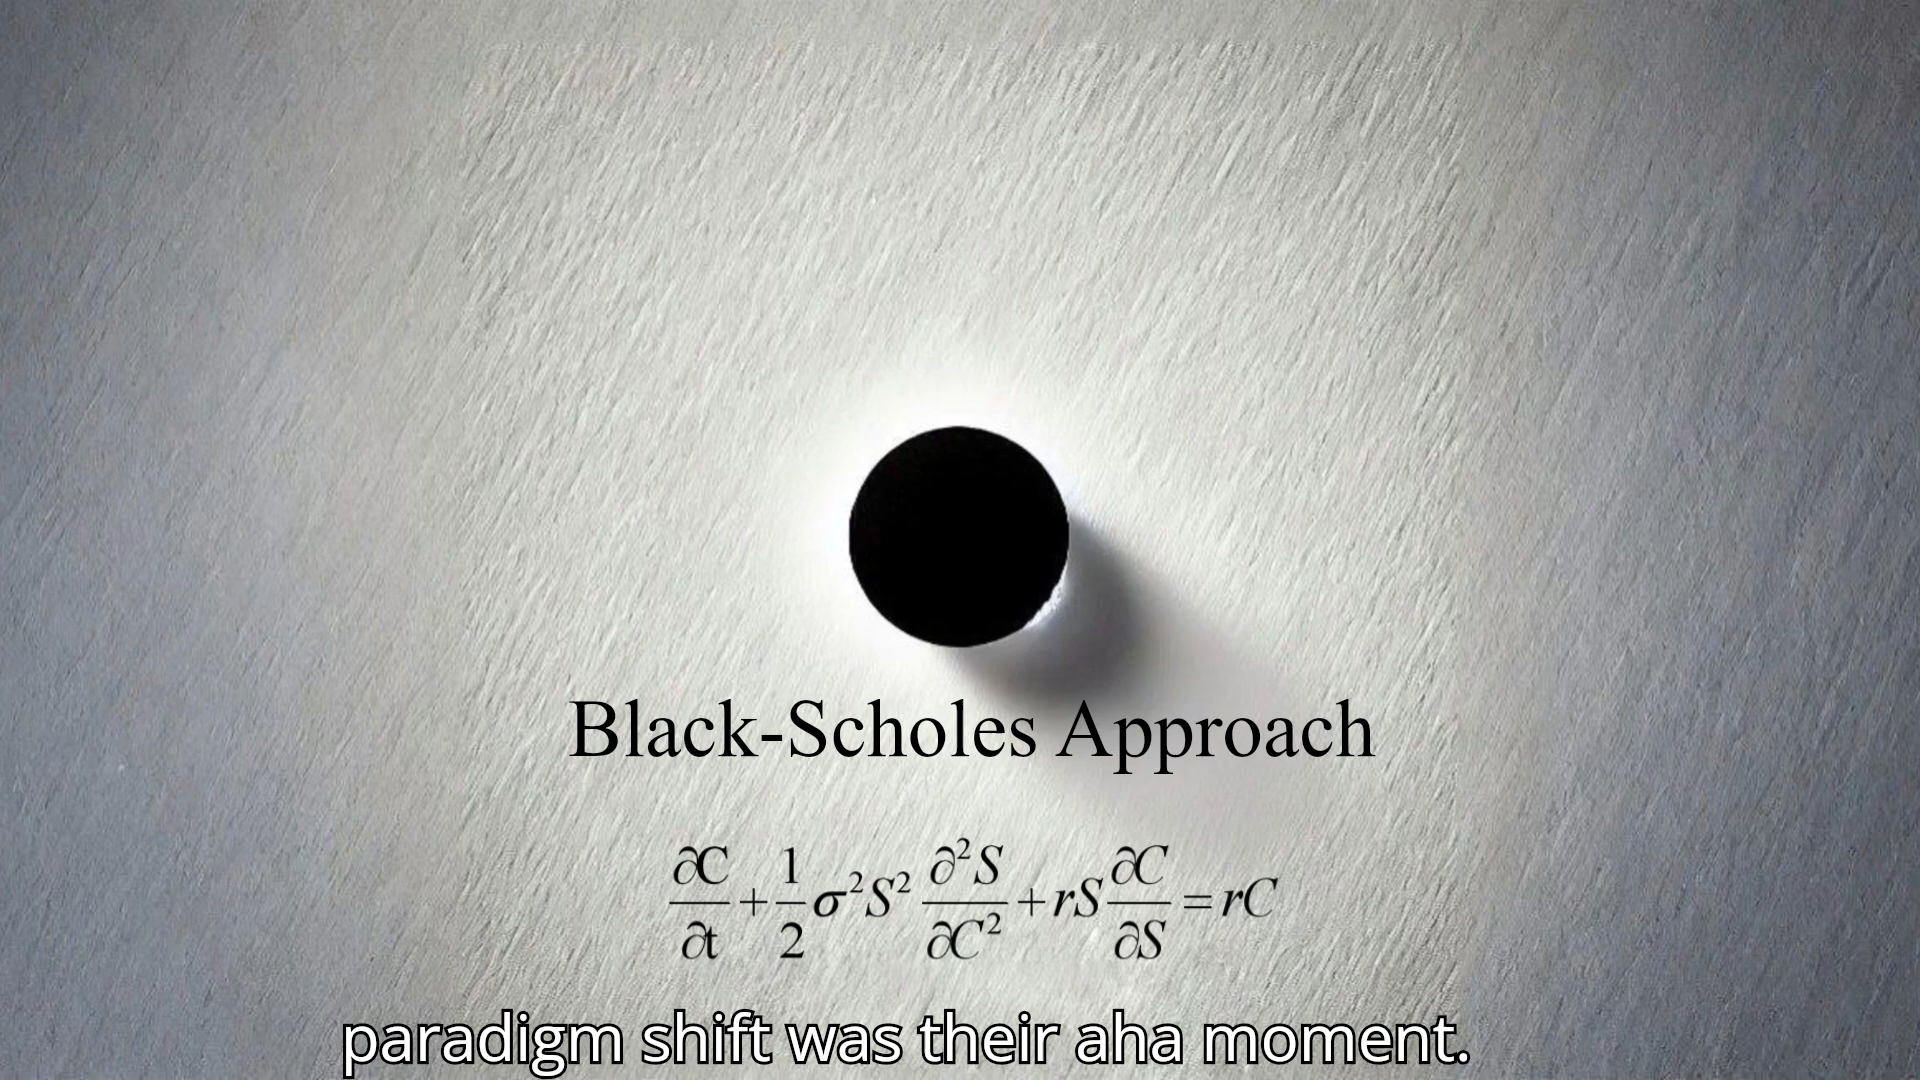 Black-Scholes Approach
∂C/∂t + 1/2 σ²S² ∂²S/∂C² + rS ∂C/∂S = rC
paradigm shift was their aha moment.